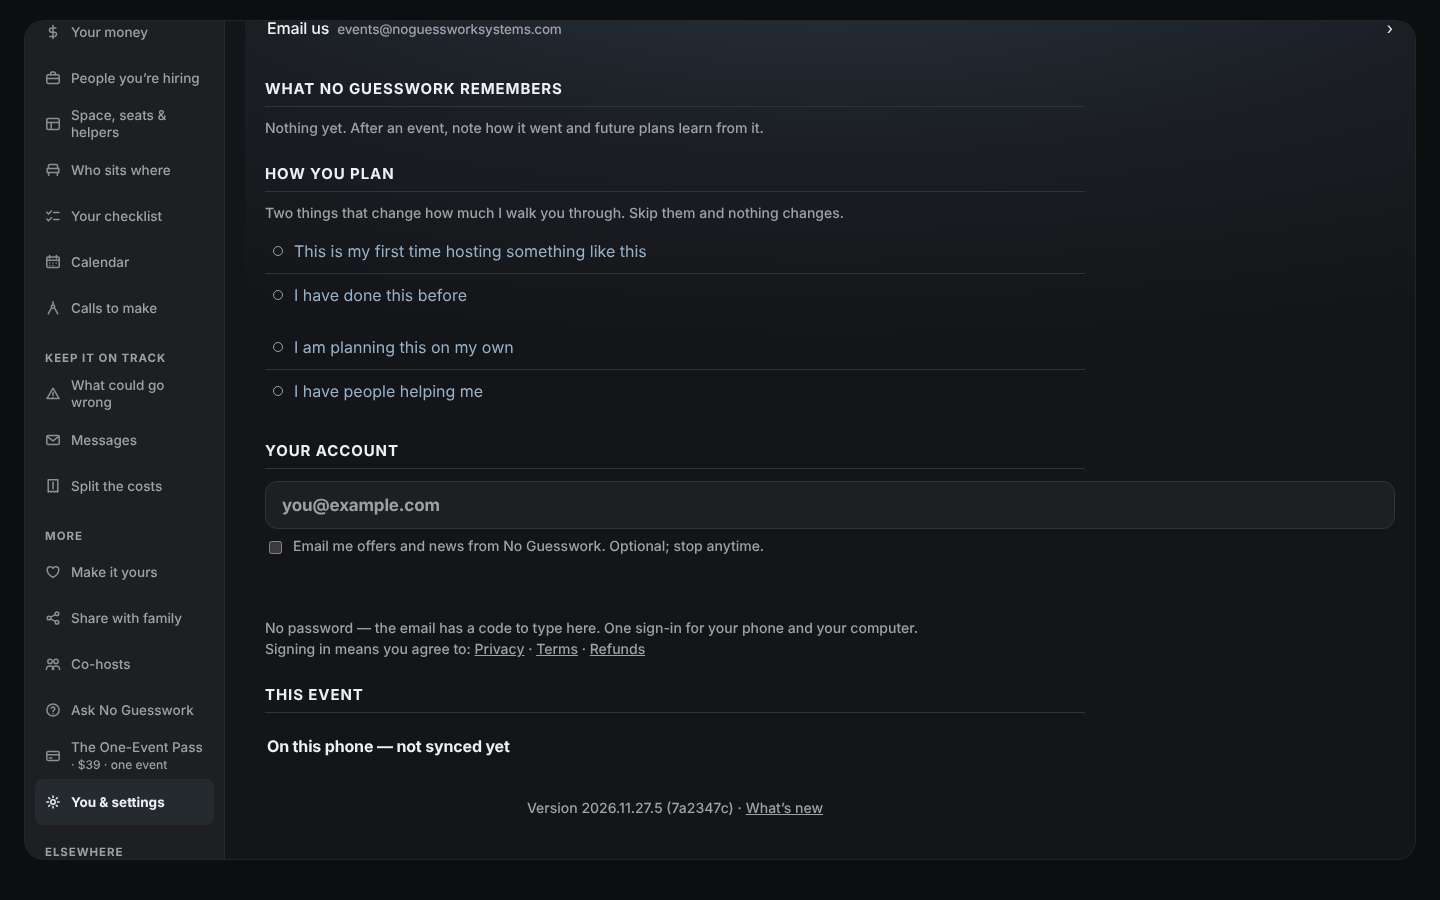 Your money
People you’re hiring
Space, seats &
helpers
Who sits where
Your checklist
Calendar
Calls to make
KEEP IT ON TRACK
What could go
wrong
Messages
Split the costs
MORE
Make it yours
Share with family
Co-hosts
Ask No Guesswork
The One-Event Pass
· $39 · one event
You & settings
ELSEWHERE
Email us events@noguessworksystems.com
WHAT NO GUESSWORK REMEMBERS
Nothing yet. After an event, note how it went and future plans learn from it.
HOW YOU PLAN
Two things that change how much I walk you through. Skip them and nothing changes.
This is my first time hosting something like this
I have done this before
I am planning this on my own
I have people helping me
YOUR ACCOUNT
you@example.com
Email me offers and news from No Guesswork. Optional; stop anytime.
No password — the email has a code to type here. One sign-in for your phone and your computer.
Signing in means you agree to: Privacy · Terms · Refunds
THIS EVENT
On this phone — not synced yet
Version 2026.11.27.5 (7a2347c) · What’s new